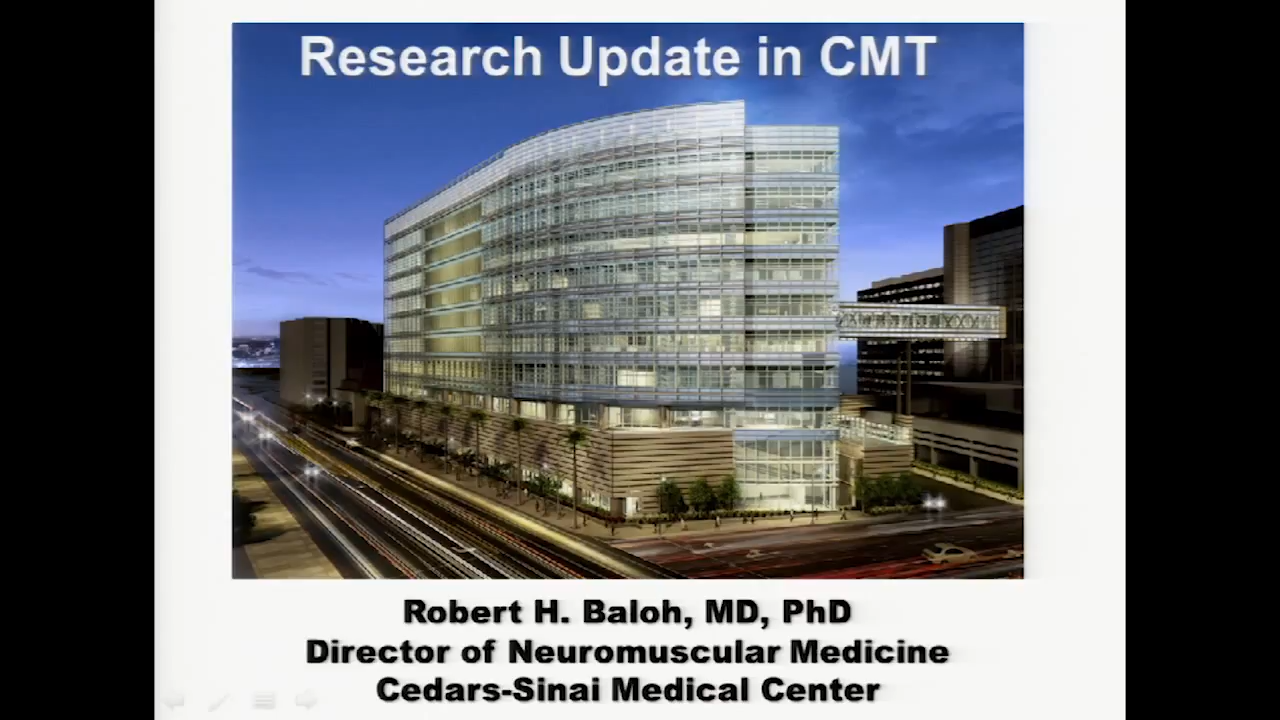 Research Update in CMT
Robert H. Baloh, MD, PhD
Director of Neuromuscular Medicine
Cedars-Sinai Medical Center